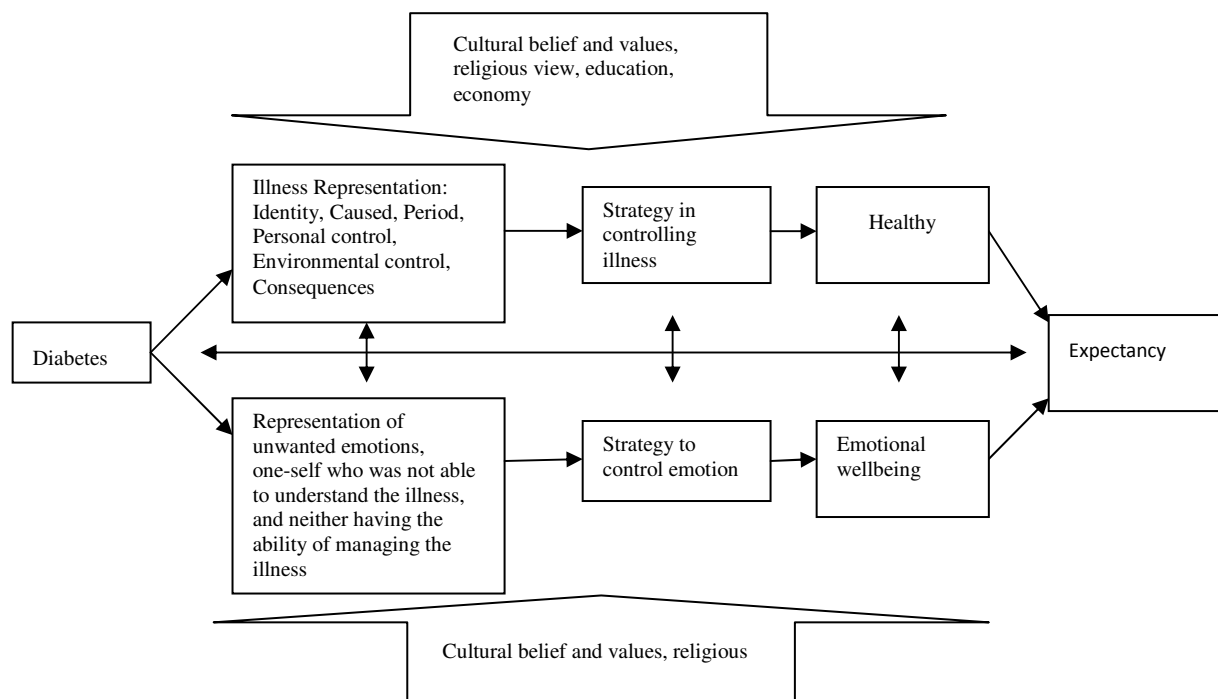 Cultural belief and values,
religious view, education,
economy
Illness Representation:
Identity, Caused, Period,
Personal control,
Environmental control,
Consequences
Strategy in
controlling
illness
Healthy
Diabetes
Expectancy
Representation of
unwanted emotions,
one-self who was not able
to understand the illness,
and neither having the
ability of managing the
illness
Strategy to
control emotion
Emotional
wellbeing
Cultural belief and values, religious